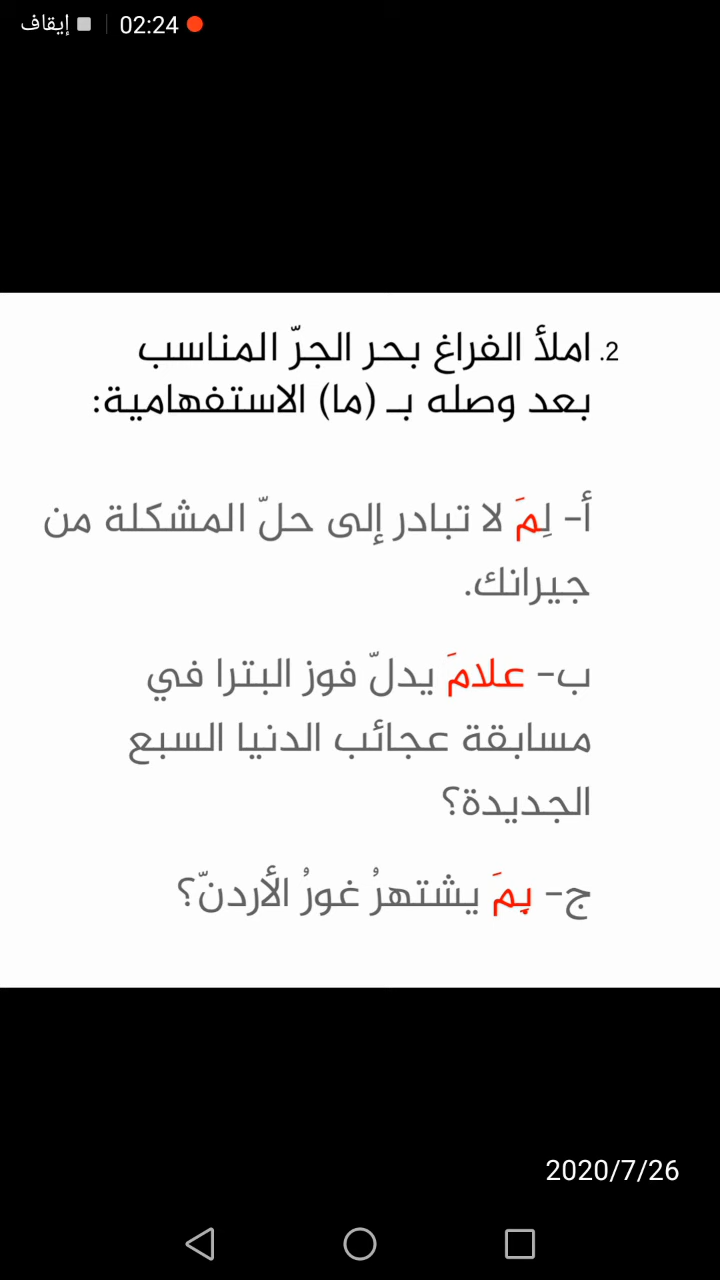 إيقاف 02:24
2. املأ الفراغ بحر الجرّ المناسب
بعد وصله بـ (ما) الاستفهامية:
أ- لِمَ لا تبادر إلى حلّ المشكلة من
جيرانك.
ب- علامَ يدلّ فوز البترا في
مسابقة عجائب الدنيا السبع
الجديدة؟
ج- بِمَ يشتهرُ غورُ الأردنّ؟
2020/7/26